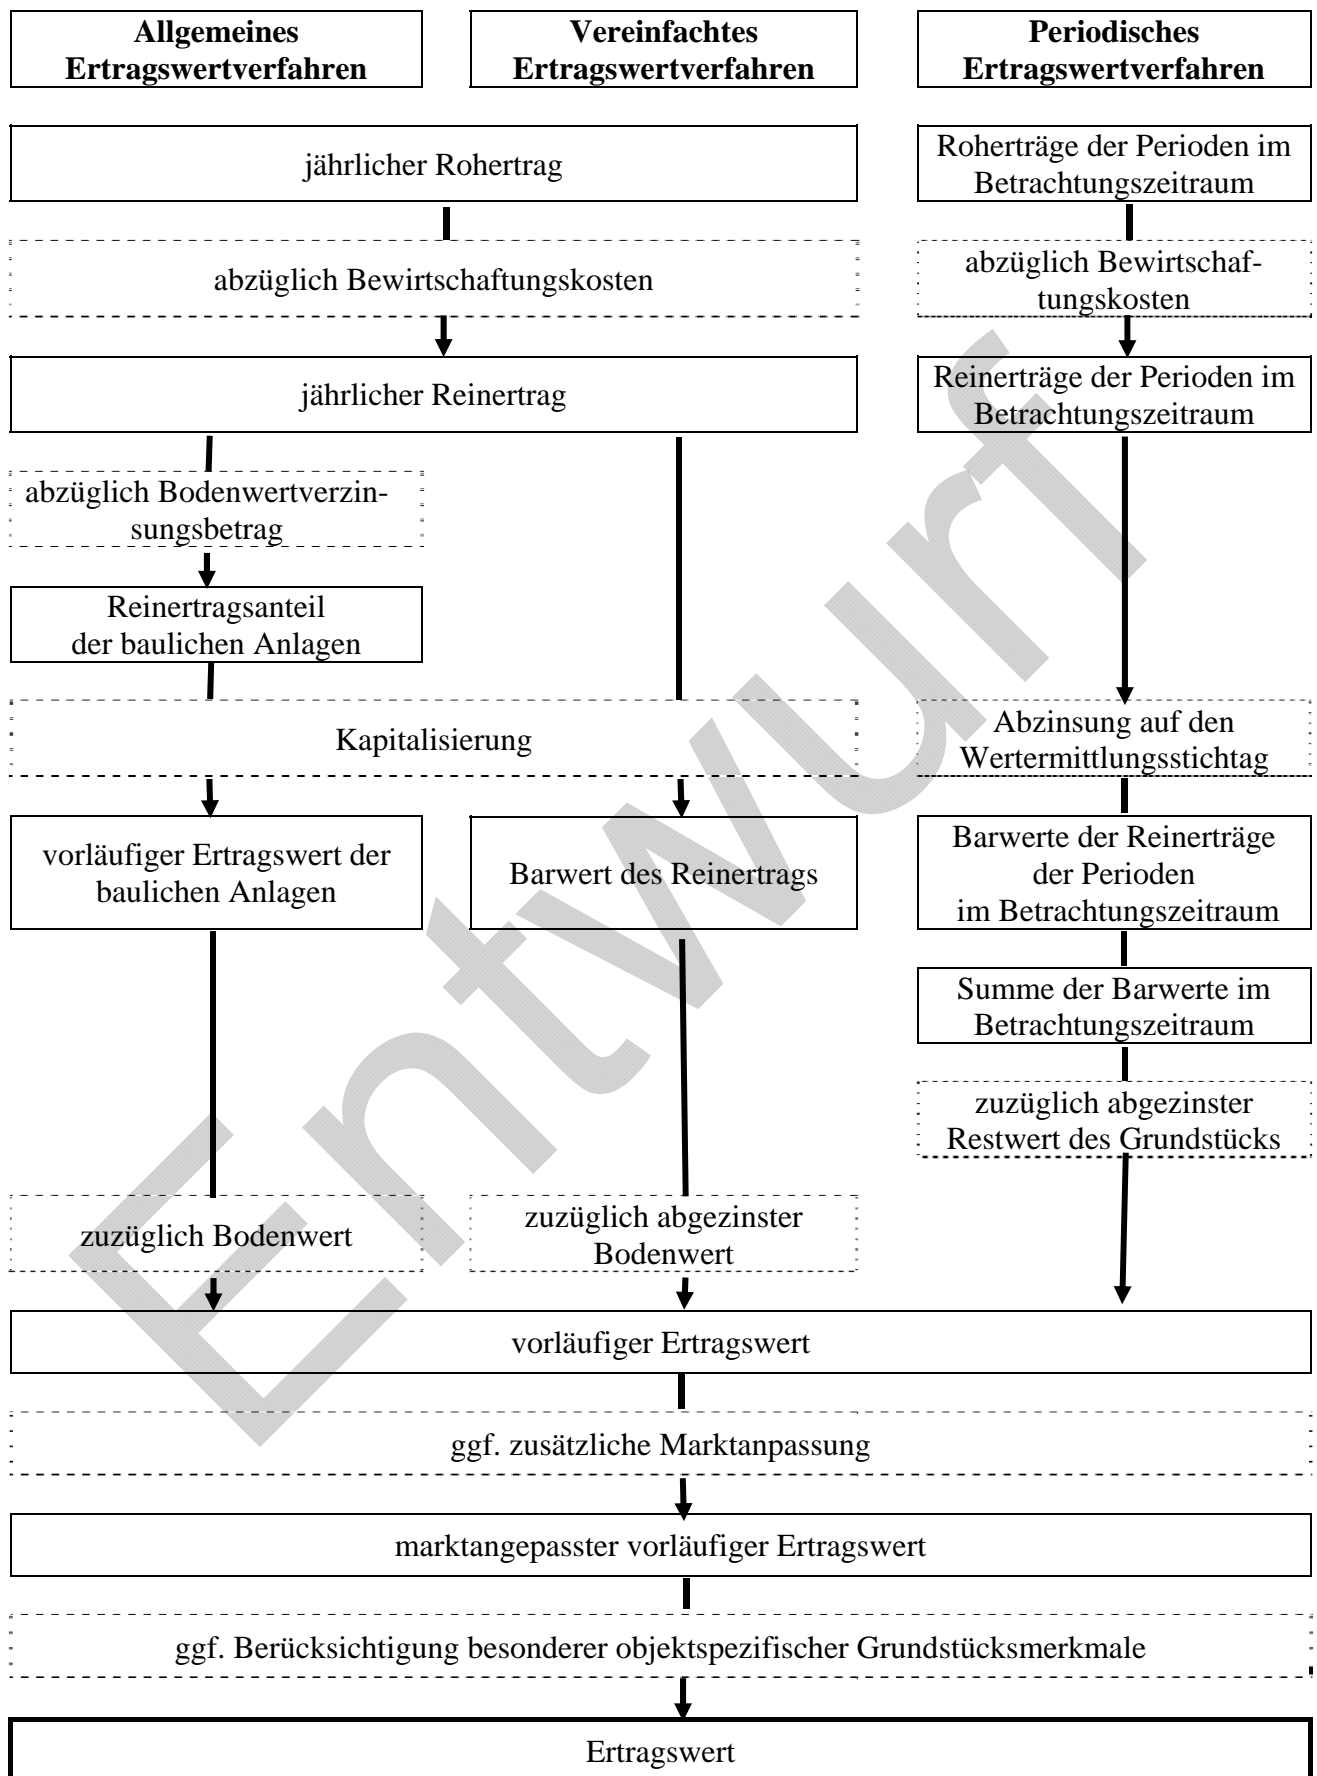 Allgemeines
Ertragswertverfahren
Vereinfachtes
Ertragswertverfahren
Periodisches
Ertragswertverfahren
jährlicher Rohertrag
Roherträge der Perioden im
Betrachtungszeitraum
abzüglich Bewirtschaftungskosten
abzüglich Bewirtschaf-
tungskosten
jährlicher Reinertrag
Reinerträge der Perioden im
Betrachtungszeitraum
abzüglich Bodenwertverzin-
sungsbetrag
Reinertragsanteil
der baulichen Anlagen
Kapitalisierung
Abzinsung auf den
Wertermittlungsstichtag
vorläufiger Ertragswert der
baulichen Anlagen
Barwert des Reinertrags
Barwerte der Reinerträge
der Perioden
im Betrachtungszeitraum
Summe der Barwerte im
Betrachtungszeitraum
zuzüglich abgezinster
Restwert des Grundstücks
zuzüglich Bodenwert
zuzüglich abgezinster
Bodenwert
vorläufiger Ertragswert
ggf. zusätzliche Marktanpassung
marktangepasster vorläufiger Ertragswert
ggf. Berücksichtigung besonderer objektspezifischer Grundstücksmerkmale
Ertragswert
Entwurf